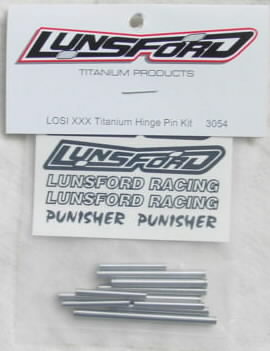 LUNSFORD
TITANIUM PRODUCTS
LOSI XXX Titanium Hinge Pin Kit 3054
LUNSFORD
LUNSFORD RACING
LUNSFORD RACING
PUNISHER PUNISHER